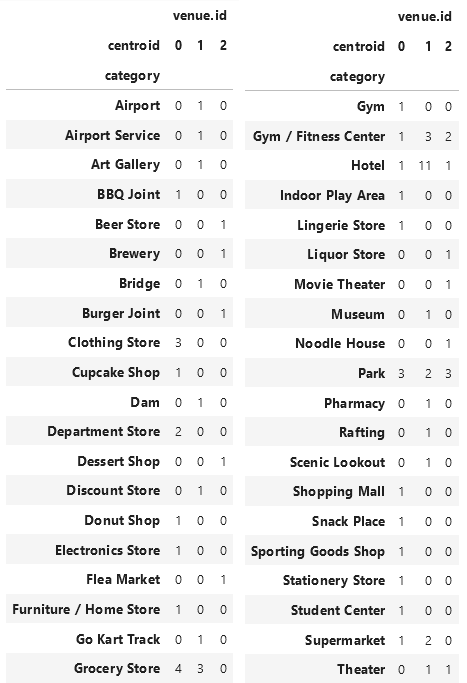 venue.id
centroid 0 1 2
category
Airport 0 1 0
Airport Service 0 1 0
Art Gallery 0 1 0
BBQ Joint 1 0 0
Beer Store 0 0 1
Brewery 0 0 1
Bridge 0 1 0
Burger Joint 0 0 1
Clothing Store 3 0 0
Cupcake Shop 1 0 0
Dam 0 1 0
Department Store 2 0 0
Dessert Shop 0 0 1
Discount Store 0 1 0
Donut Shop 1 0 0
Electronics Store 1 0 0
Flea Market 0 0 1
Furniture / Home Store 1 0 0
Go Kart Track 0 1 0
Grocery Store 4 3 0
venue.id
centroid 0 1 2
category
Gym 1 0 0
Gym / Fitness Center 1 3 2
Hotel 1 11 1
Indoor Play Area 1 0 0
Lingerie Store 1 0 0
Liquor Store 0 0 1
Movie Theater 0 0 1
Museum 0 1 0
Noodle House 0 0 1
Park 3 2 3
Pharmacy 0 1 0
Rafting 0 1 0
Scenic Lookout 0 1 0
Shopping Mall 1 0 0
Snack Place 1 0 0
Sporting Goods Shop 1 0 0
Stationery Store 1 0 0
Student Center 1 0 0
Supermarket 1 2 0
Theater 0 1 1